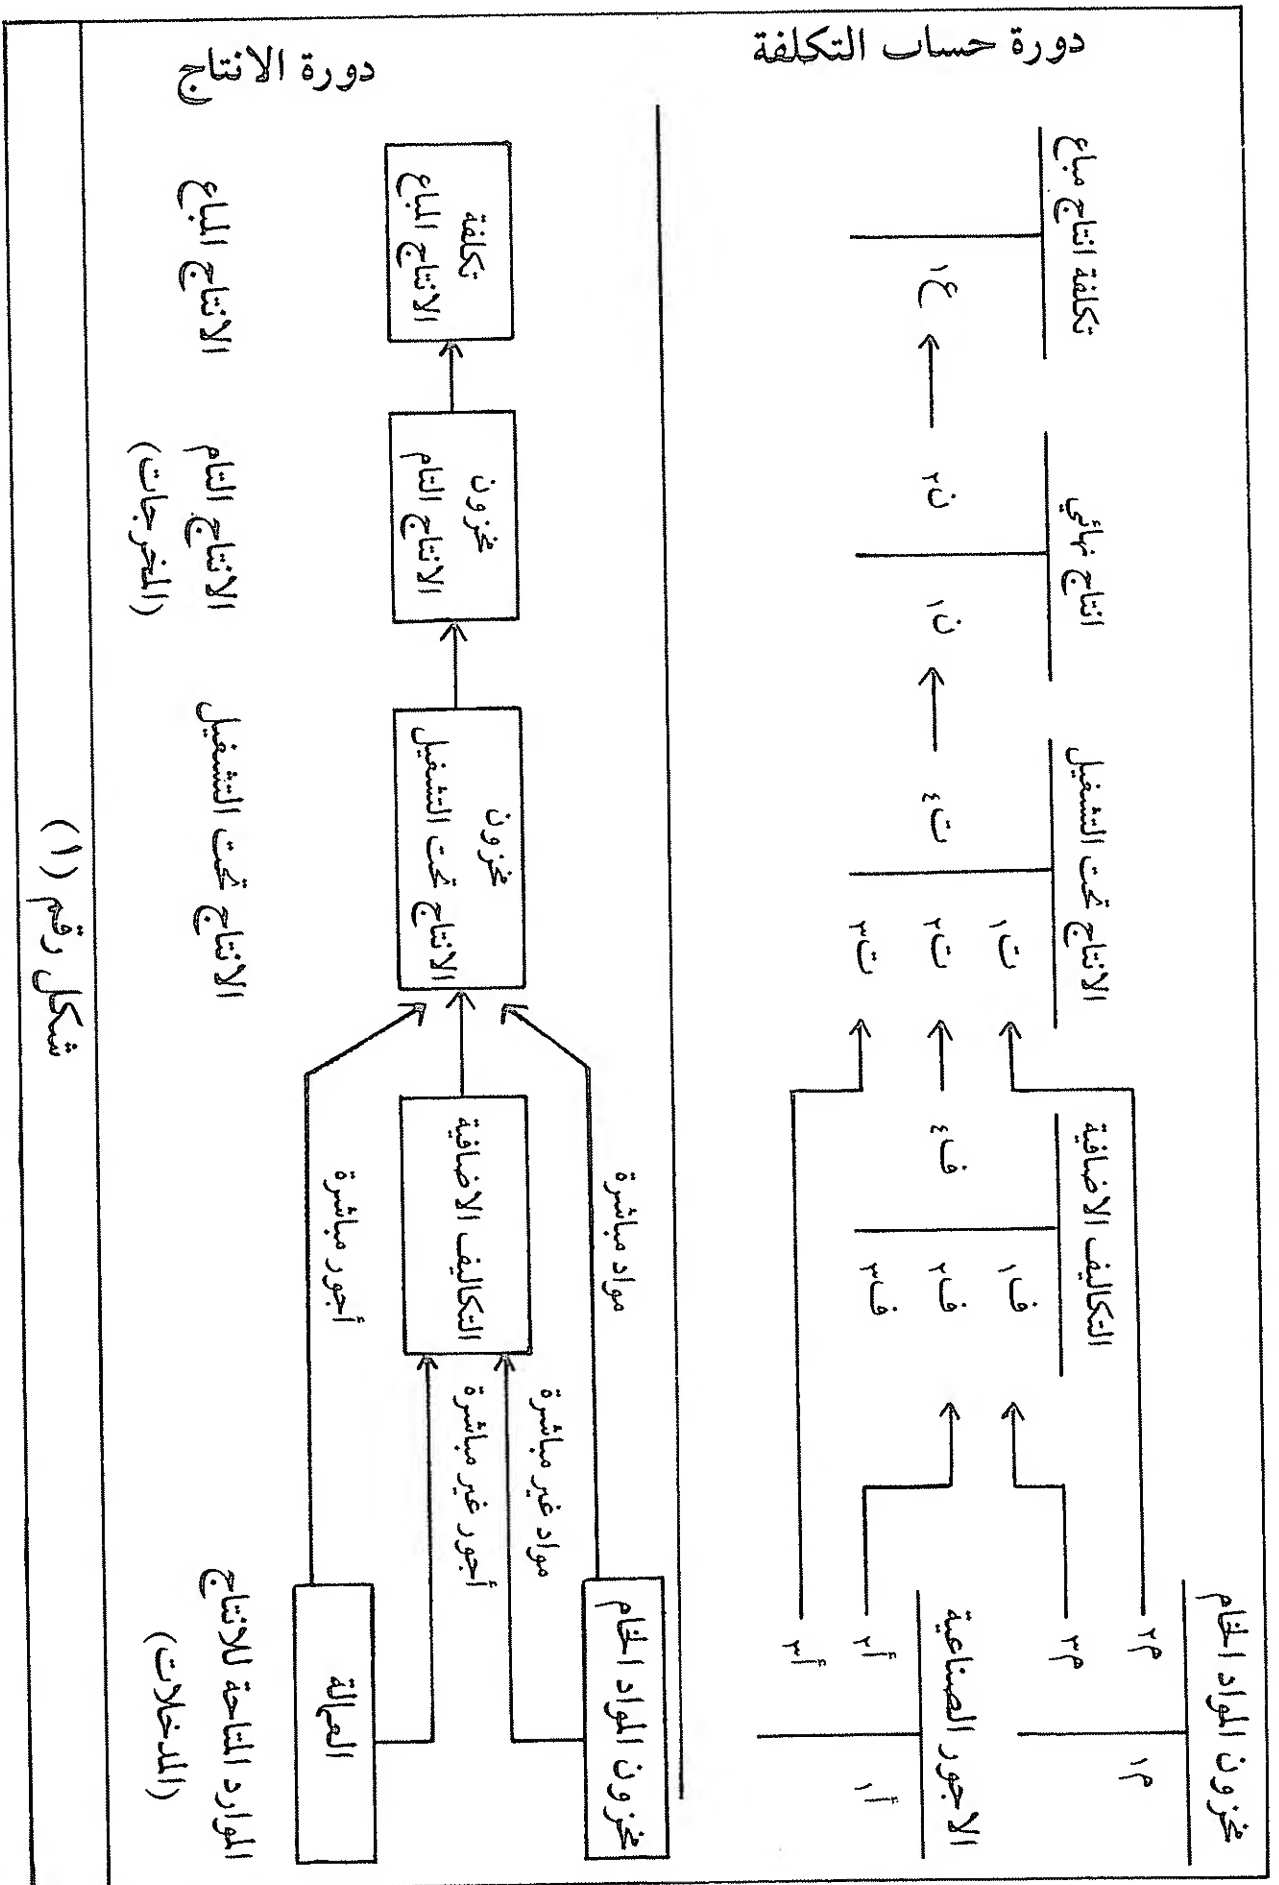 دورة حساب التكلفة
مخزون المواد الخام
م١
م٢
م٣
الاجور الصناعية
أ١
أ٢
أ٣
التكاليف الاضافية
ف١
ف٢
ف٣
ف٤
الانتاج تحت التشغيل
ت١
ت٢
ت٣
ت٤
انتاج نهائي
ن١
ن٢
تكلفة انتاج مباع
ع١
دورة الانتاج
مخزون المواد الخام
مواد مباشرة
مواد غير مباشرة
أجور غير مباشرة
أجور مباشرة
العمالة
التكاليف الاضافية
مخزون
الانتاج تحت التشغيل
مخزون
الانتاج التام
تكلفة
الانتاج المباع
الموارد المتاحة للانتاج
(المدخلات)
الانتاج تحت التشغيل
الانتاج التام
(المخرجات)
الانتاج المباع
شكل رقم (١)